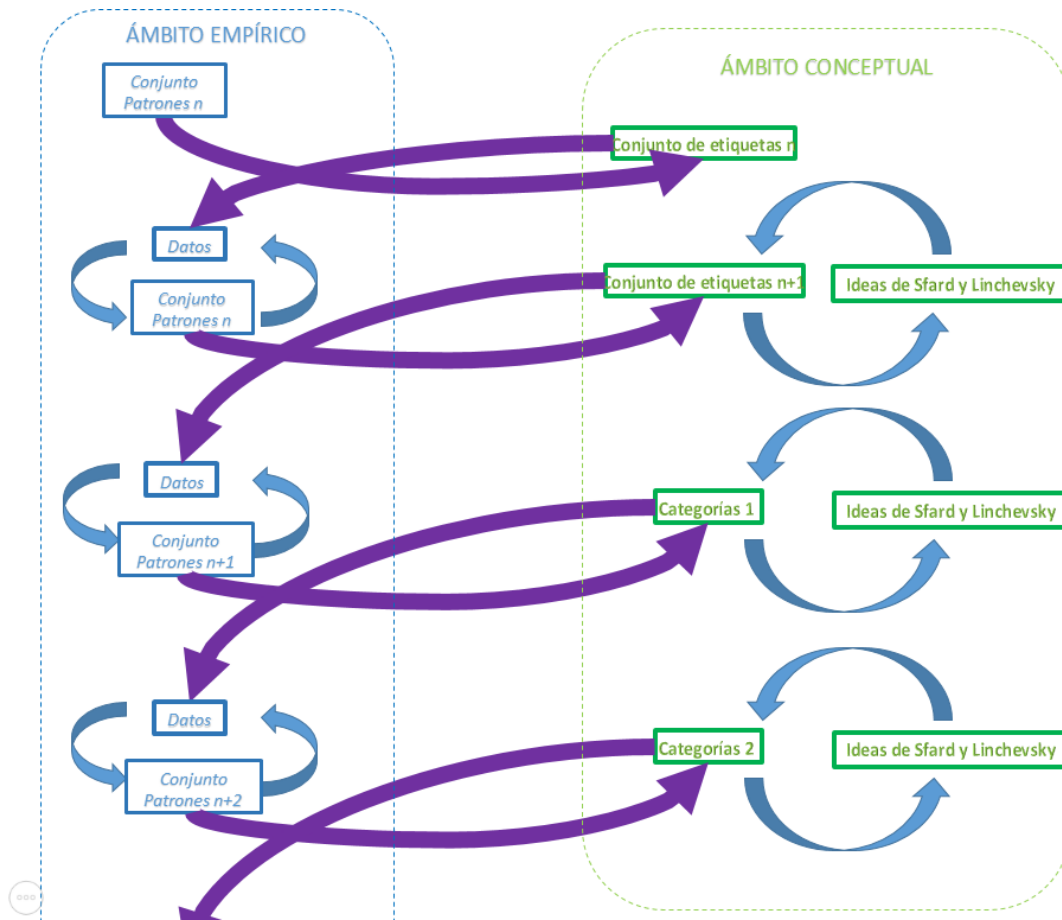 ÁMBITO EMPÍRICO
ÁMBITO CONCEPTUAL
Conjunto
Patrones n
Conjunto de etiquetas n
Datos
Conjunto
Patrones n
Conjunto de etiquetas n+1
Ideas de Sfard y Linchevsky
Datos
Conjunto
Patrones n+1
Categorías 1
Ideas de Sfard y Linchevsky
Datos
Conjunto
Patrones n+2
Categorías 2
Ideas de Sfard y Linchevsky